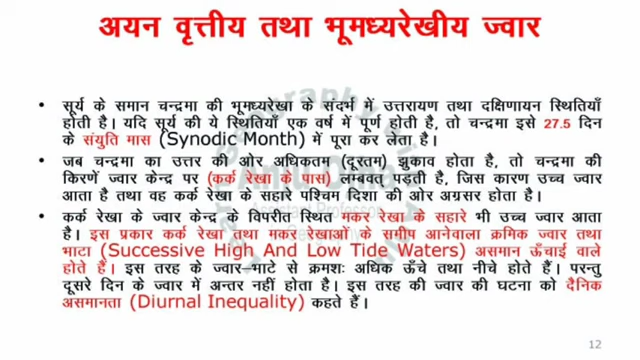 अयन वृत्तीय तथा भूमध्यरेखीय ज्वार
• सूर्य के समान चन्द्रमा की भूमध्यरेखा के संदर्भ में उत्तरायण तथा दक्षिणायन स्थितियाँ
होती है। यदि सूर्य की ये स्थितियाँ एक वर्ष में पूर्ण होती है, तो चन्द्रमा इसे 27.5 दिन
के संयुति मास (Synodic Month) में पूरा कर लेता है।
• जब चन्द्रमा का उत्तर की ओर अधिकतम (दूरतम) झुकाव होता है, तो चन्द्रमा की
किरणें ज्वार केन्द्र पर (कर्क रेखा के पास) लम्बवत पड़ती है, जिस कारण उच्च ज्वार
आता है तथा वह कर्क रेखा के सहारे पश्चिम दिशा की ओर अग्रसर होता है।
• कर्क रेखा के ज्वार केन्द्र के विपरीत स्थित मकर रेखा के सहारे भी उच्च ज्वार आता
है। इस प्रकार कर्क रेखा तथा मकर रेखाओं के समीप आनेवाला क्रमिक ज्वार तथा
भाटा (Successive High And Low Tide Waters) असमान ऊँचाई वाले
होते हैं। इस तरह के ज्वार–भाटे से क्रमशः अधिक ऊँचे तथा नीचे होते हैं। परन्तु
दूसरे दिन के ज्वार में अन्तर नहीं होता है। इस तरह की ज्वार की घटना को दैनिक
असमानता (Diurnal Inequality) कहते हैं।
Assistant Professor
12